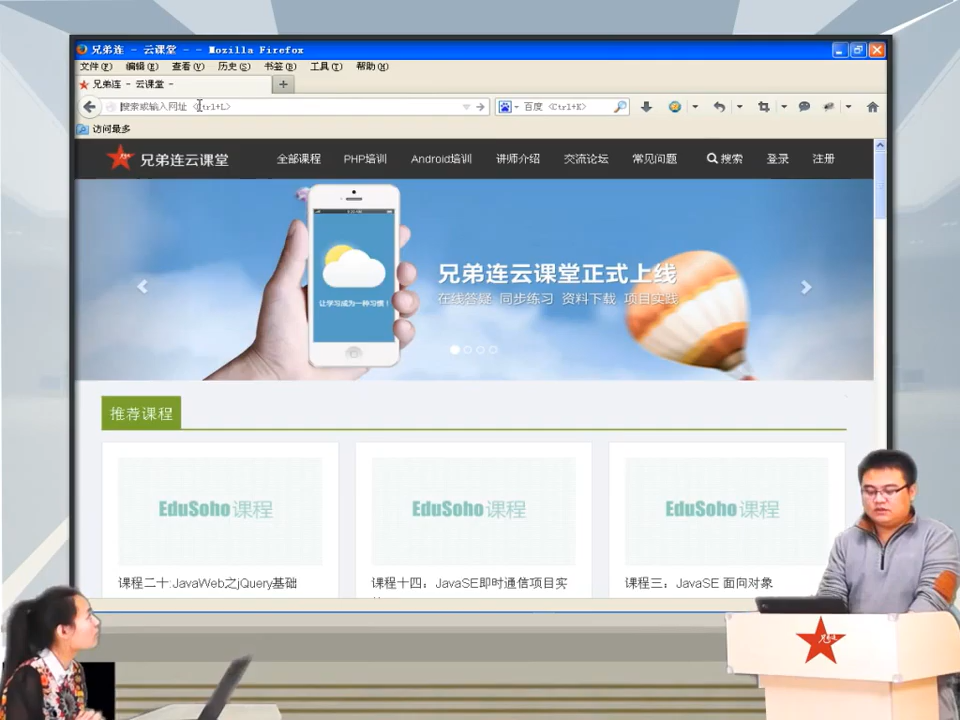 兄弟连 - 云课堂 - - Mozilla Firefox
文件(F) 编辑(E) 查看(V) 历史(S) 书签(B) 工具(T) 帮助(H)
兄弟连 - 云课堂 -
搜索或输入网址 <Ctrl+L>
百度 <Ctrl+K>
访问最多
兄弟连云课堂 全部课程 PHP培训 Android培训 讲师介绍 交流论坛 常见问题 搜索 登录 注册
兄弟连云课堂正式上线
在线答疑 同步练习 资料下载 项目实践
让学习成为一种习惯！
推荐课程
EduSoho课程 EduSoho课程 EduSoho课程
课程二十:JavaWeb之jQuery基础
课程十四：JavaSE即时通信项目实
课程三：JavaSE 面向对象